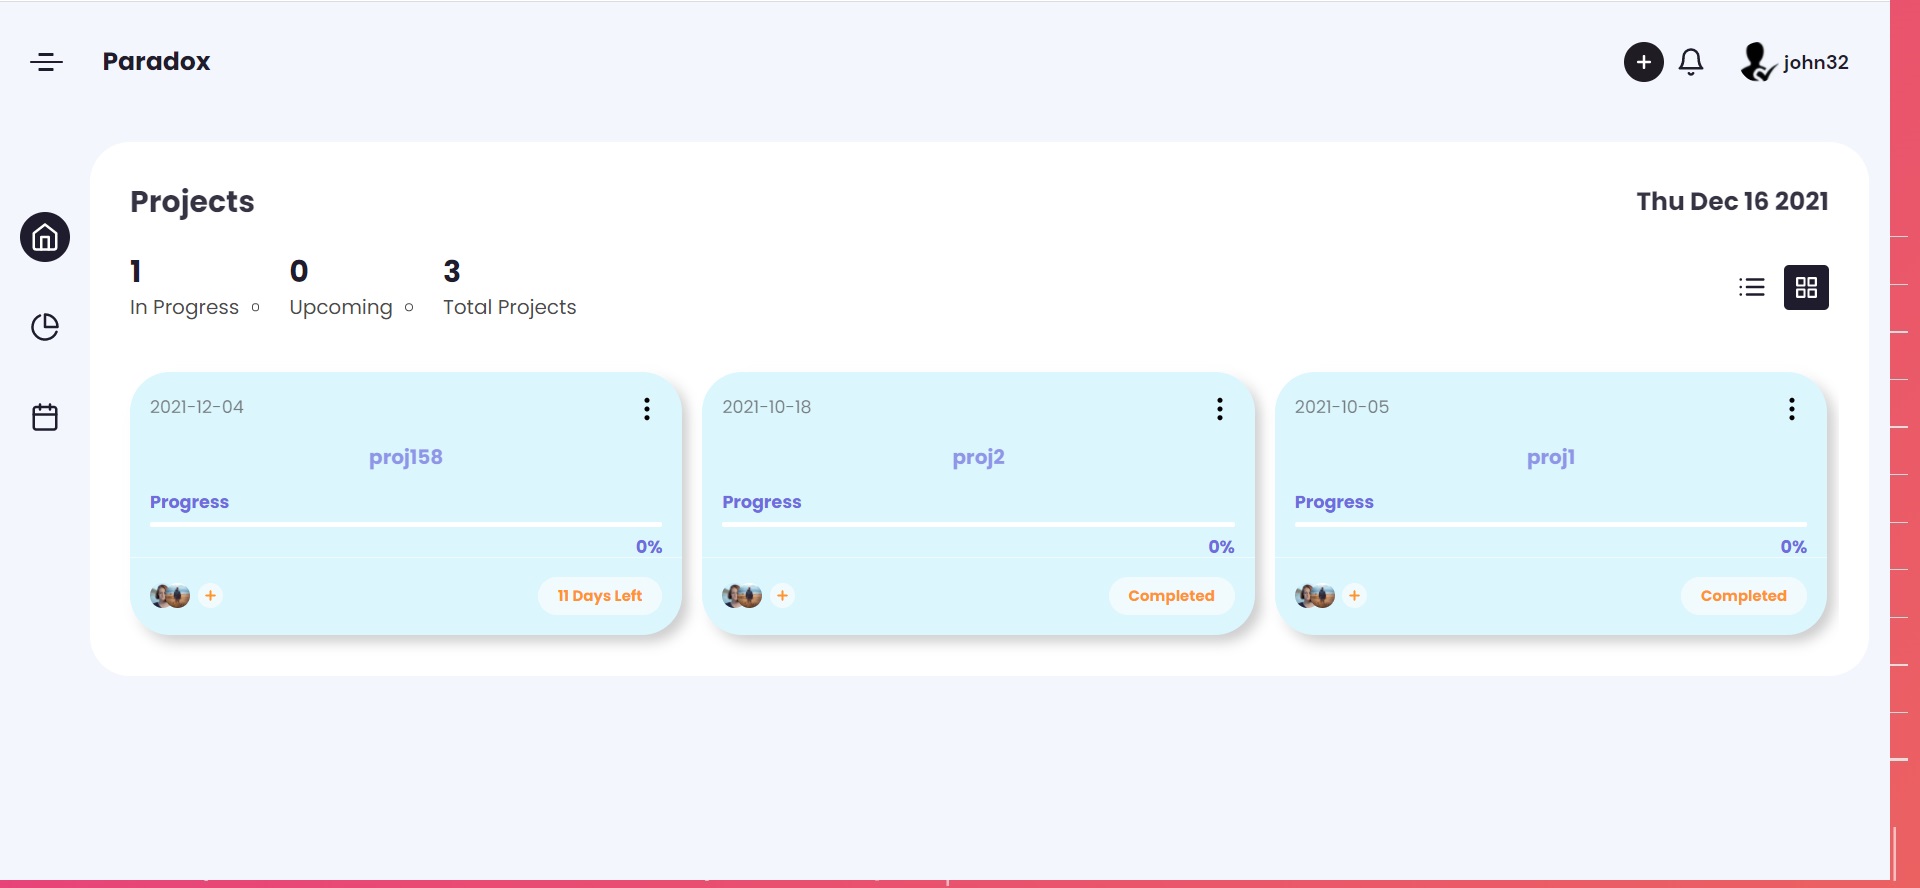 Paradox
john32
Projects
Thu Dec 16 2021
1
In Progress
0
Upcoming
3
Total Projects
2021-12-04
proj158
Progress
0%
11 Days Left
2021-10-18
proj2
Progress
0%
Completed
2021-10-05
proj1
Progress
0%
Completed